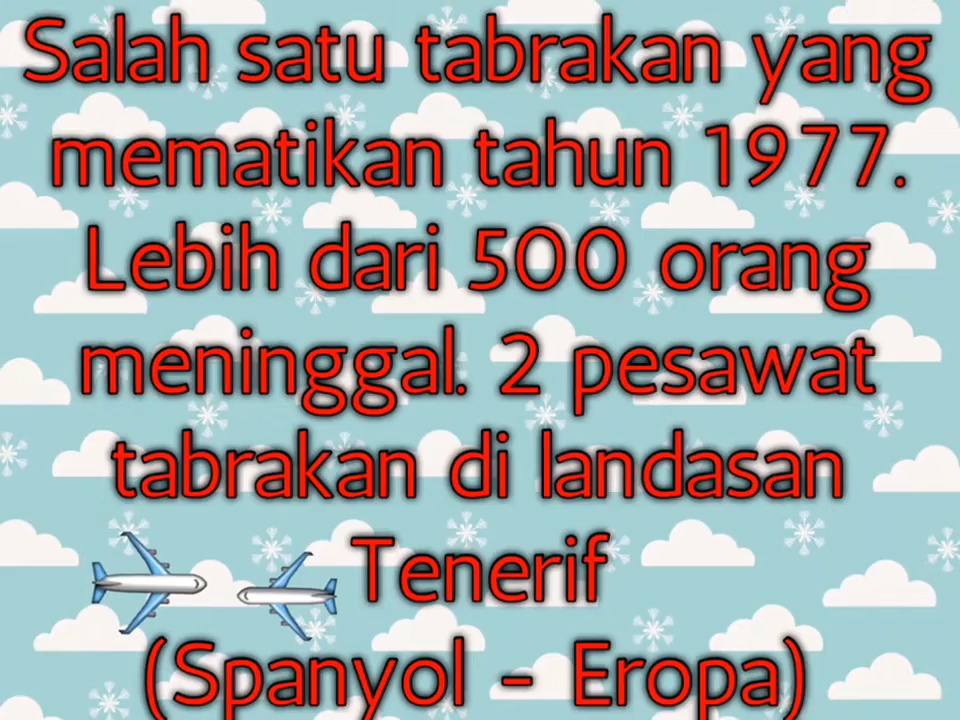 Salah satu tabrakan yang
mematikan tahun 1977.
Lebih dari 500 orang
meninggal. 2 pesawat
tabrakan di landasan
Tenerif
(Spanyol - Eropa)